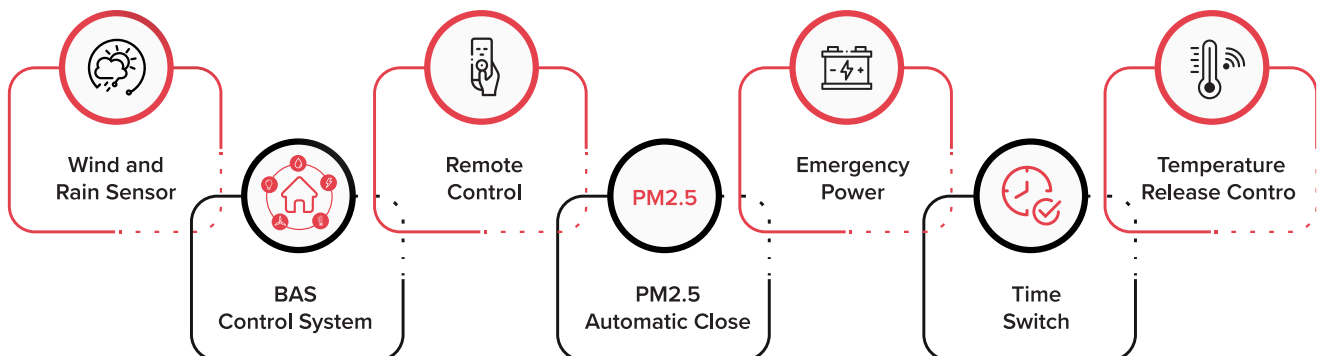 Wind and
Rain Sensor
BAS
Control System
Remote
Control
PM2.5
PM2.5
Automatic Close
Emergency
Power
Time
Switch
Temperature
Release Contro